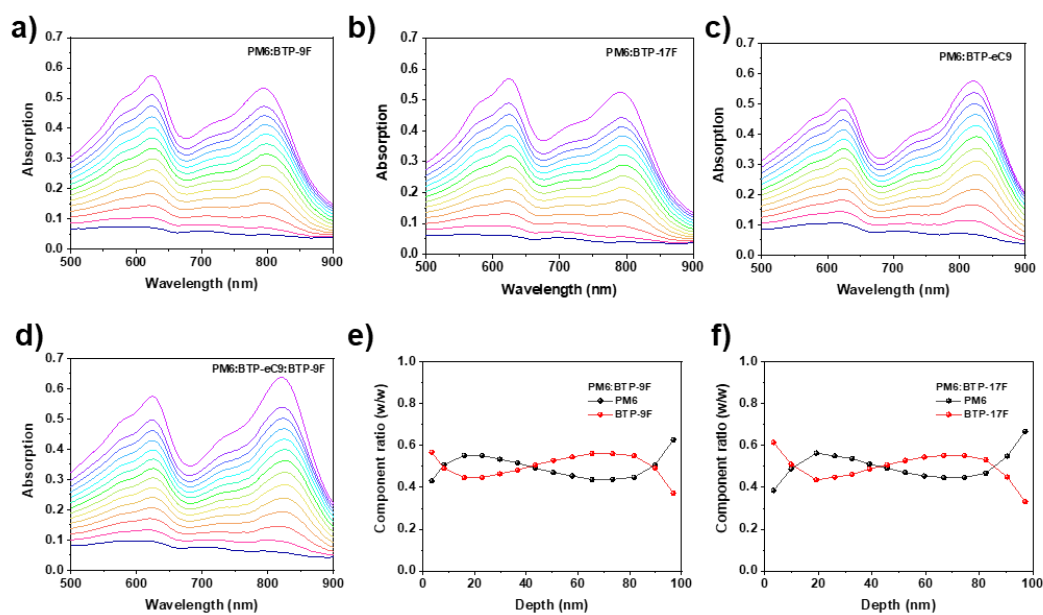 a)
PM6:BTP-9F
0.7
0.6
0.5
0.4
0.3
0.2
0.1
0.0
Absorption
500 600 700 800 900
Wavelength (nm)
b)
PM6:BTP-17F
0.7
0.6
0.5
0.4
0.3
0.2
0.1
0.0
Absorption
500 600 700 800 900
Wavelength (nm)
c)
PM6:BTP-eC9
0.7
0.6
0.5
0.4
0.3
0.2
0.1
0.0
Absorption
500 600 700 800 900
Wavelength (nm)
d)
PM6:BTP-eC9:BTP-9F
0.7
0.6
0.5
0.4
0.3
0.2
0.1
0.0
Absorption
500 600 700 800 900
Wavelength (nm)
e)
PM6:BTP-9F
PM6
BTP-9F
1.0
0.8
0.6
0.4
0.2
0.0
Component ratio (w/w)
0 20 40 60 80 100
Depth (nm)
f)
PM6:BTP-17F
PM6
BTP-17F
1.0
0.8
0.6
0.4
0.2
0.0
Component ratio (w/w)
0 20 40 60 80 100
Depth (nm)